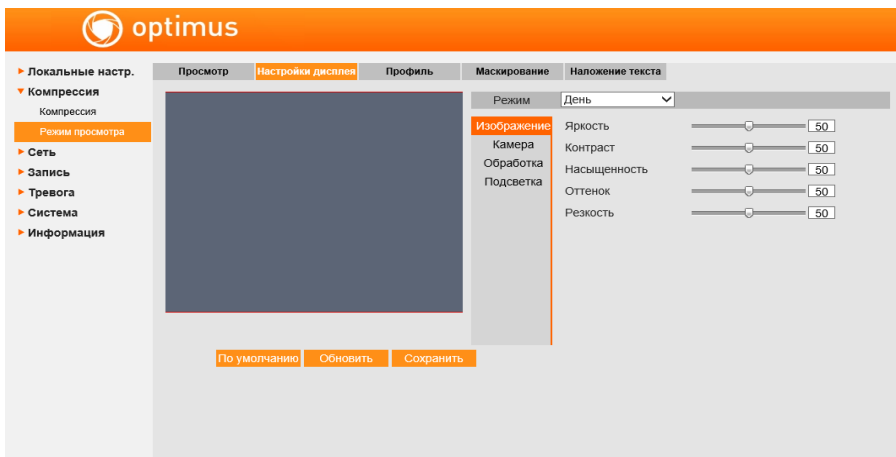 optimus
Локальные настр.
Компрессия
Компрессия
Режим просмотра
Сеть
Запись
Тревога
Система
Информация
Просмотр Настройки дисплея Профиль Маскирование Наложение текста
Режим День
Изображение
Камера
Обработка
Подсветка
Яркость 50
Контраст 50
Насыщенность 50
Оттенок 50
Резкость 50
По умолчанию Обновить Сохранить